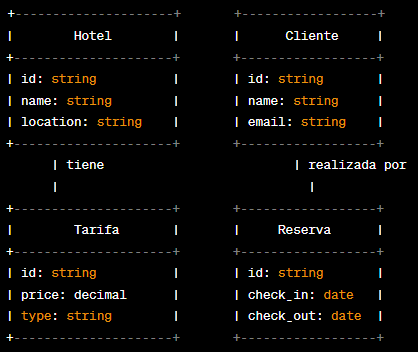 +---------------------+       +------------------+
|        Hotel        |       |      Cliente     |
+---------------------+       +------------------+
| id: string          |       | id: string       |
| name: string        |       | name: string     |
| location: string    |       | email: string    |
+---------------------+       +------------------+
      | tiene                         | realizada por
      |                                 |
+---------------------+       +------------------+
|        Tarifa       |       |     Reserva      |
+---------------------+       +------------------+
| id: string          |       | id: string       |
| price: decimal      |       | check_in: date   |
| type: string        |       | check_out: date  |
+---------------------+       +------------------+